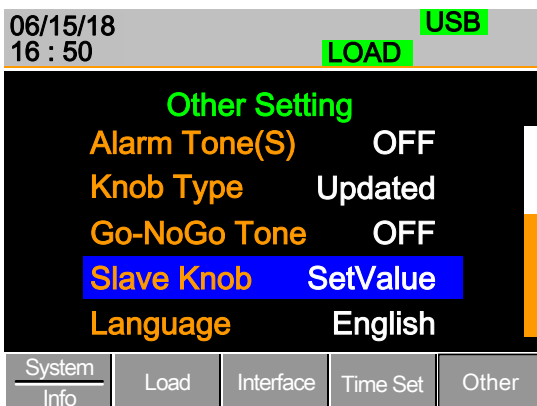 06/15/18
USB
16 : 50
LOAD
Other Setting
Alarm Tone(S) OFF
Knob Type Updated
Go-NoGo Tone OFF
Slave Knob SetValue
Language English
System
Info
Load
Interface
Time Set
Other